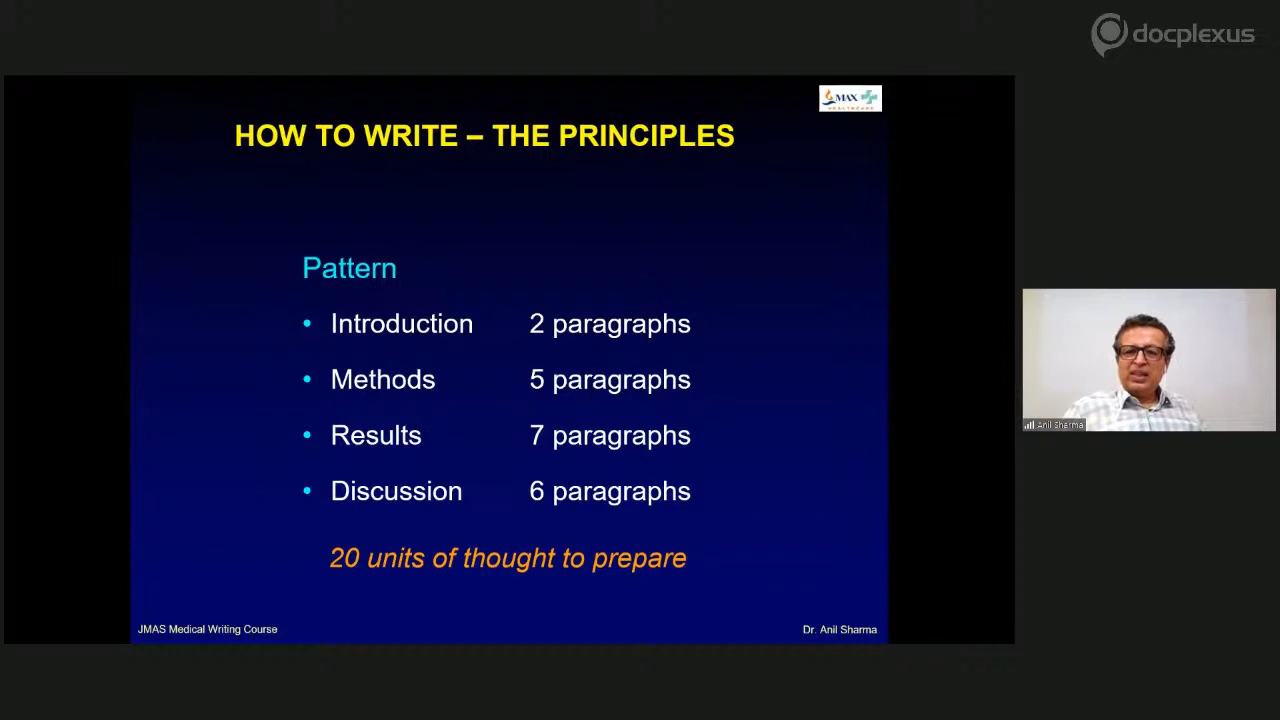 docplexus
MAX
HEALTHCARE
HOW TO WRITE – THE PRINCIPLES
Pattern
• Introduction 2 paragraphs
• Methods 5 paragraphs
• Results 7 paragraphs
• Discussion 6 paragraphs
20 units of thought to prepare
JMAS Medical Writing Course
Dr. Anil Sharma
Anil Sharma